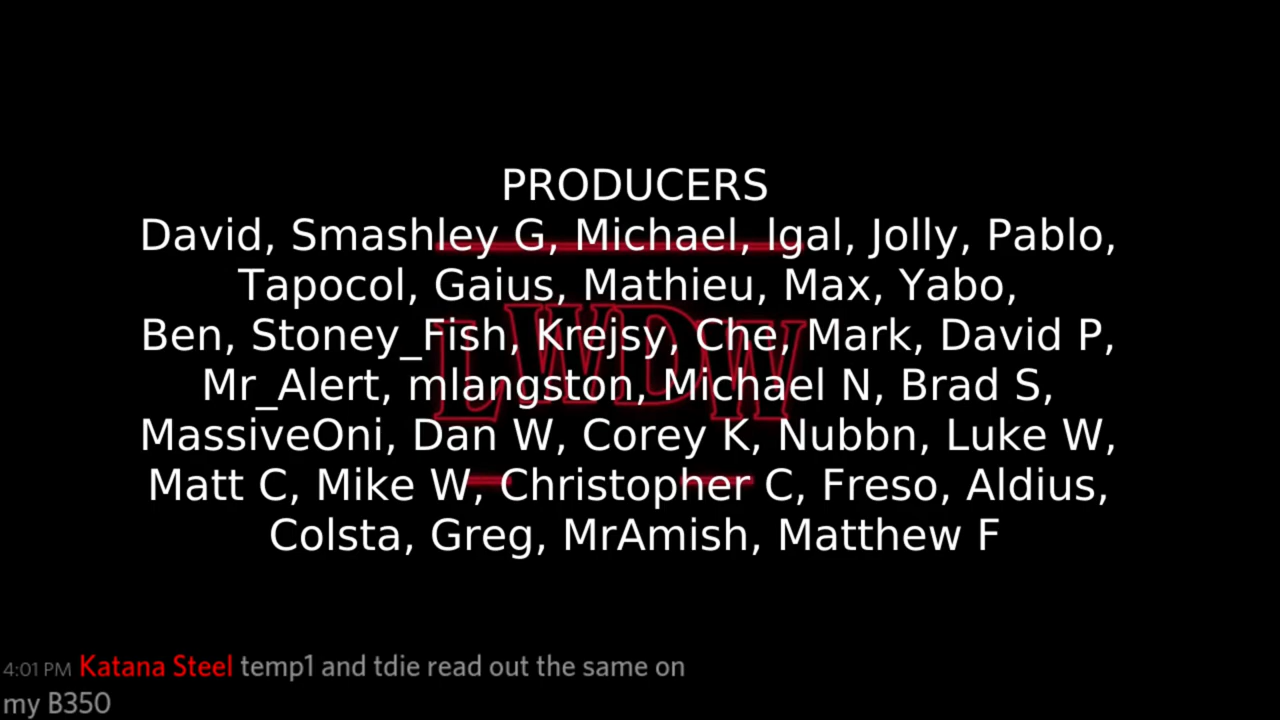 PRODUCERS
David, Smashley G, Michael, Igal, Jolly, Pablo,
Tapocol, Gaius, Mathieu, Max, Yabo,
Ben, Stoney_Fish, Krejsy, Che, Mark, David P,
Mr_Alert, mlangston, Michael N, Brad S,
MassiveOni, Dan W, Corey K, Nubbn, Luke W,
Matt C, Mike W, Christopher C, Freso, Aldius,
Colsta, Greg, MrAmish, Matthew F
LWDW
4:01 PM Katana Steel temp1 and tdie read out the same on
my B350